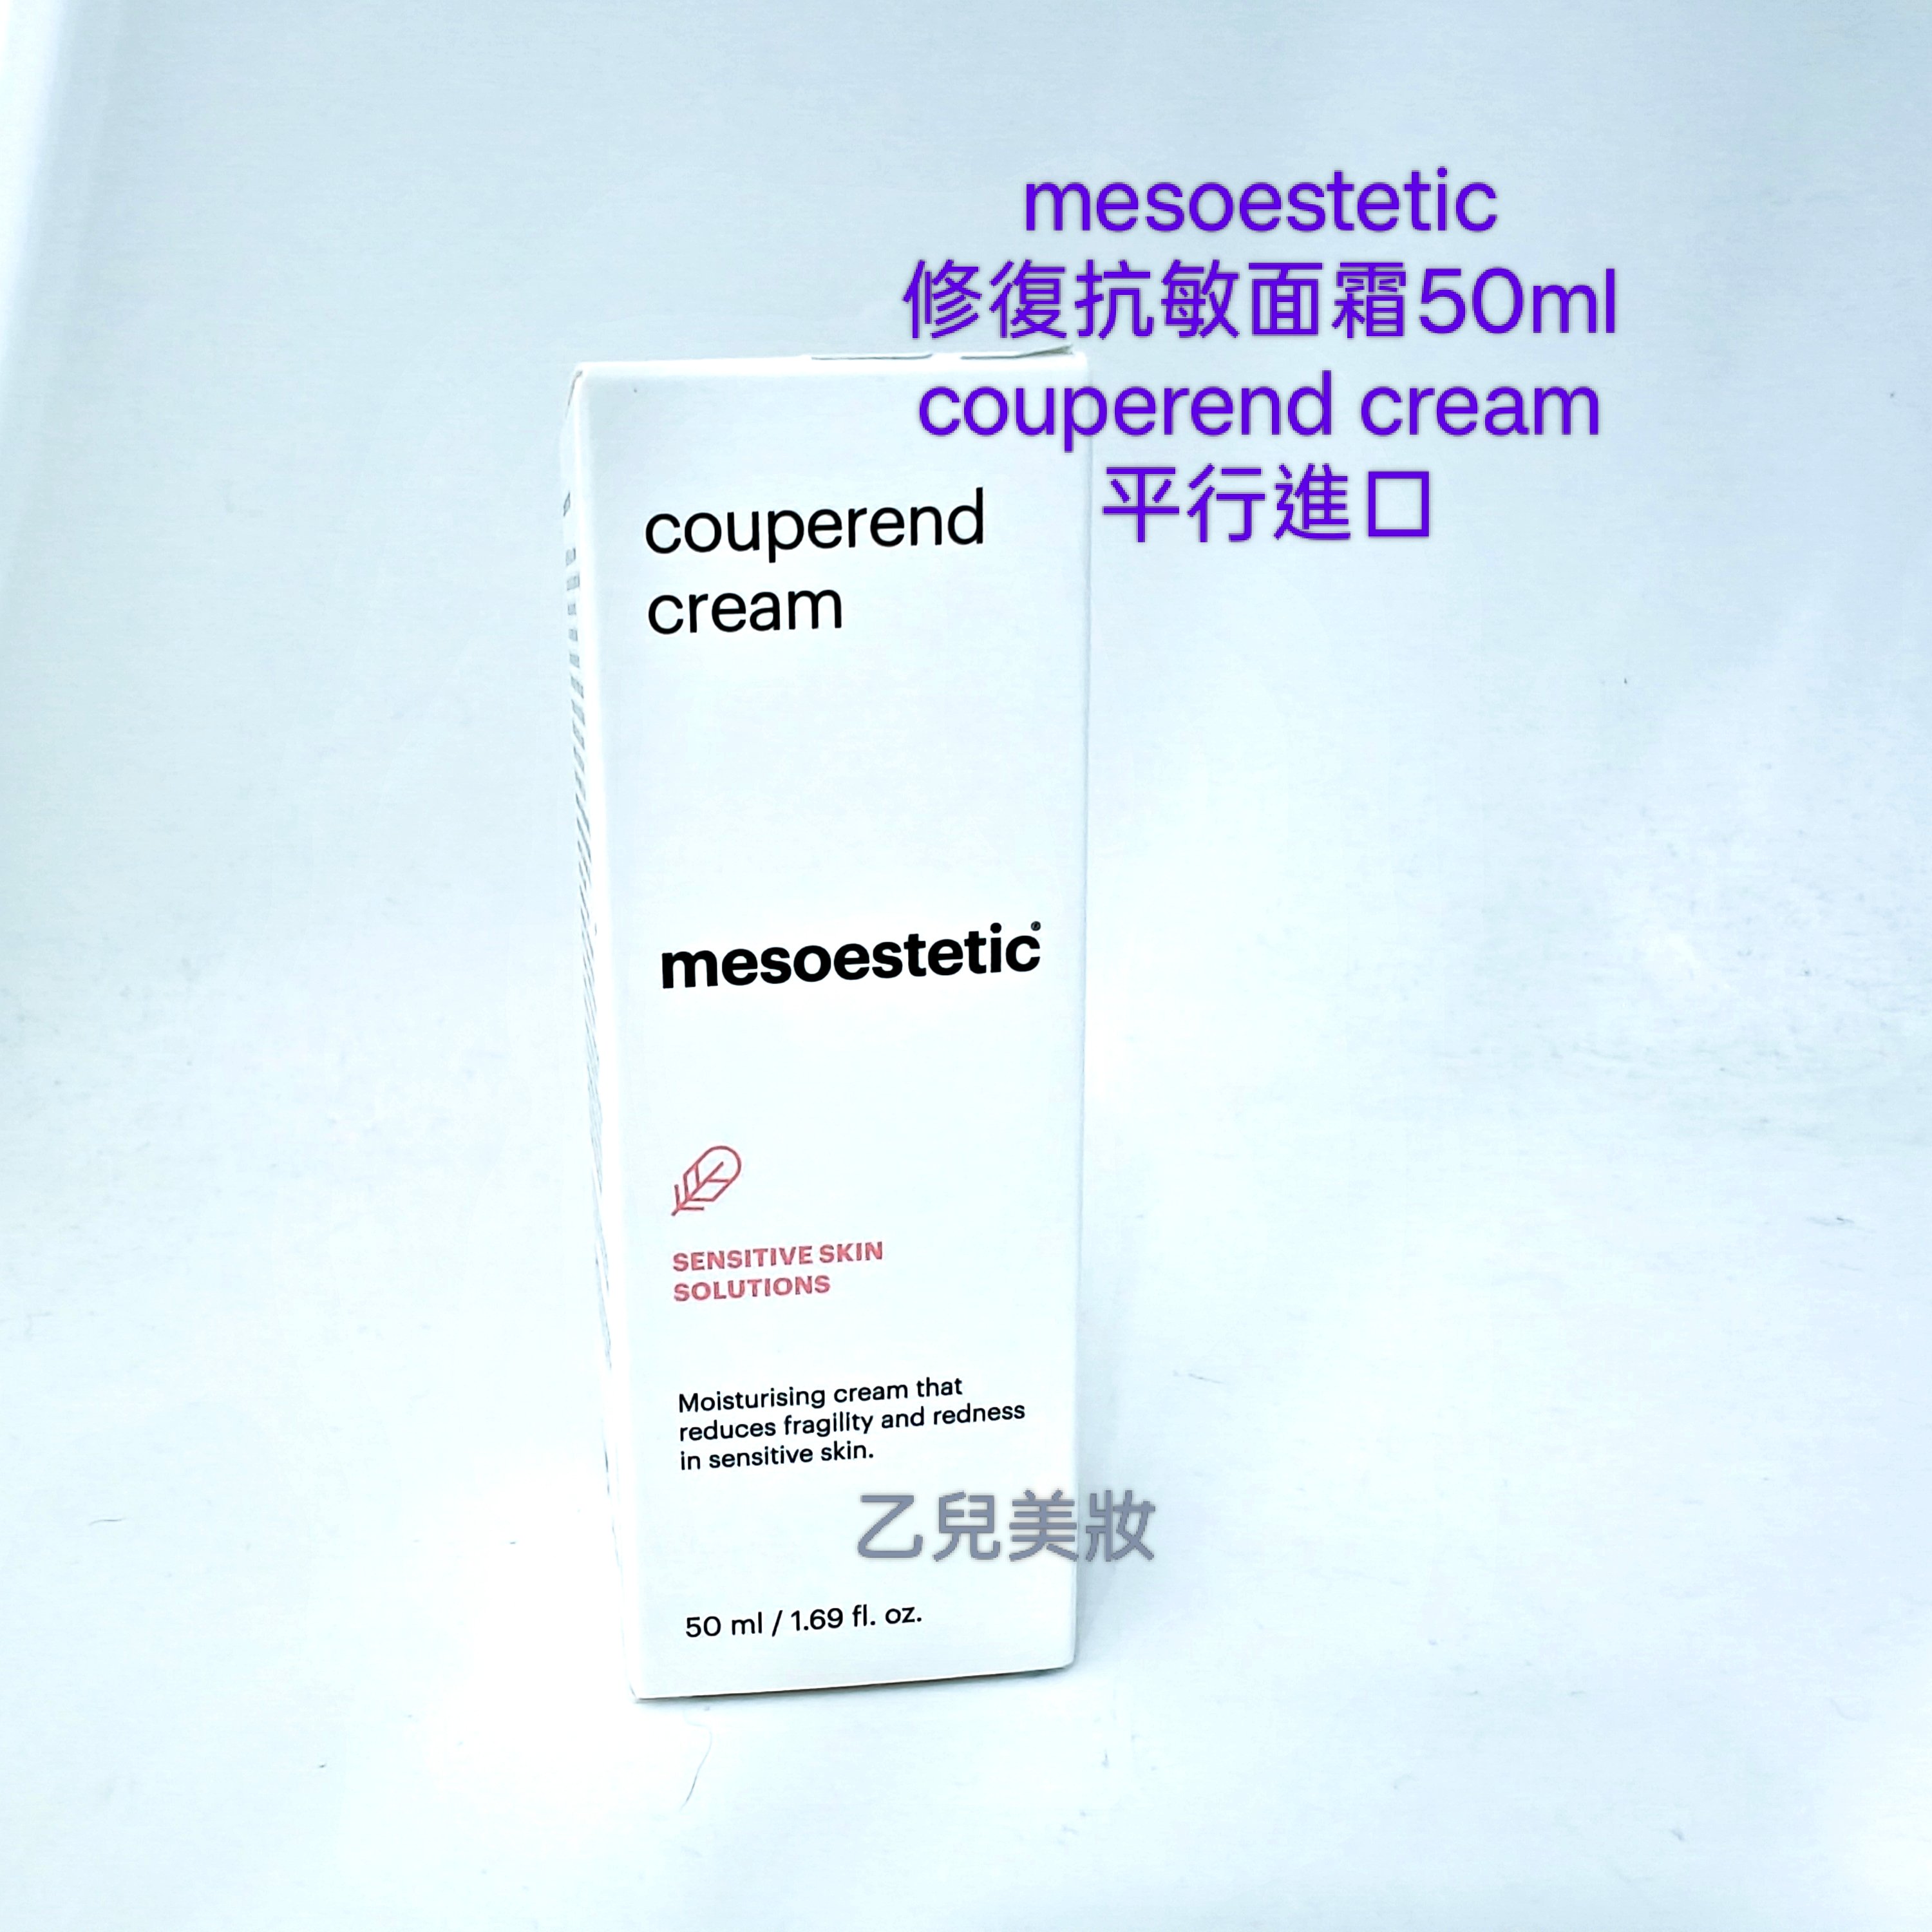 mesoestetic
修復抗敏面霜50ml
couperend cream
平行進口
couperend
cream
mesoestetic®
SENSITIVE SKIN
SOLUTIONS
Moisturising cream that
reduces fragility and redness
in sensitive skin.
乙兒美妝
50 ml / 1.69 fl. oz.